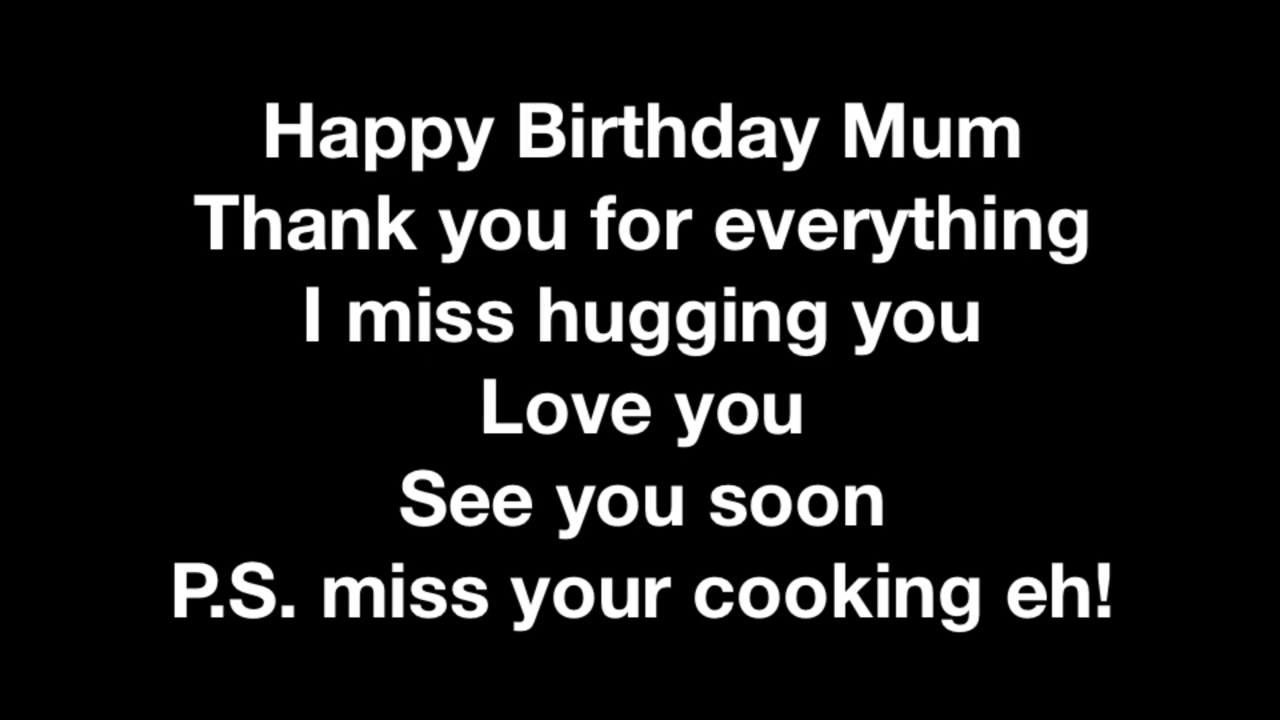 Happy Birthday Mum
Thank you for everything
I miss hugging you
Love you
See you soon
P.S. miss your cooking eh!